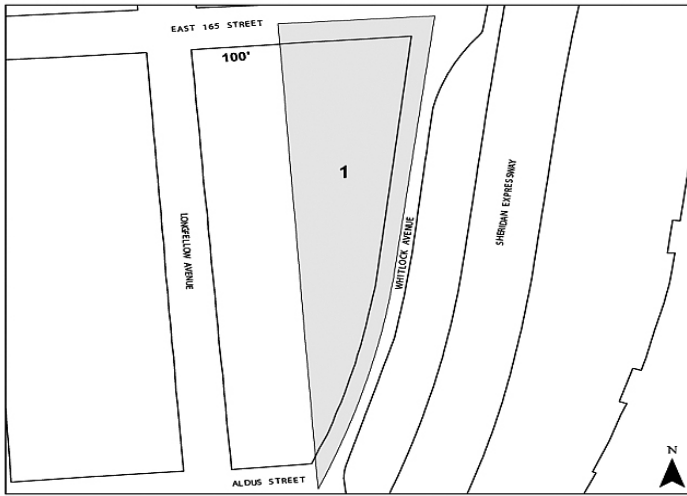 EAST 165 STREET
100'
1
LONGFELLOW AVENUE
WHITLOCK AVENUE
SHERIDAN EXPRESSWAY
ALDUS STREET
N